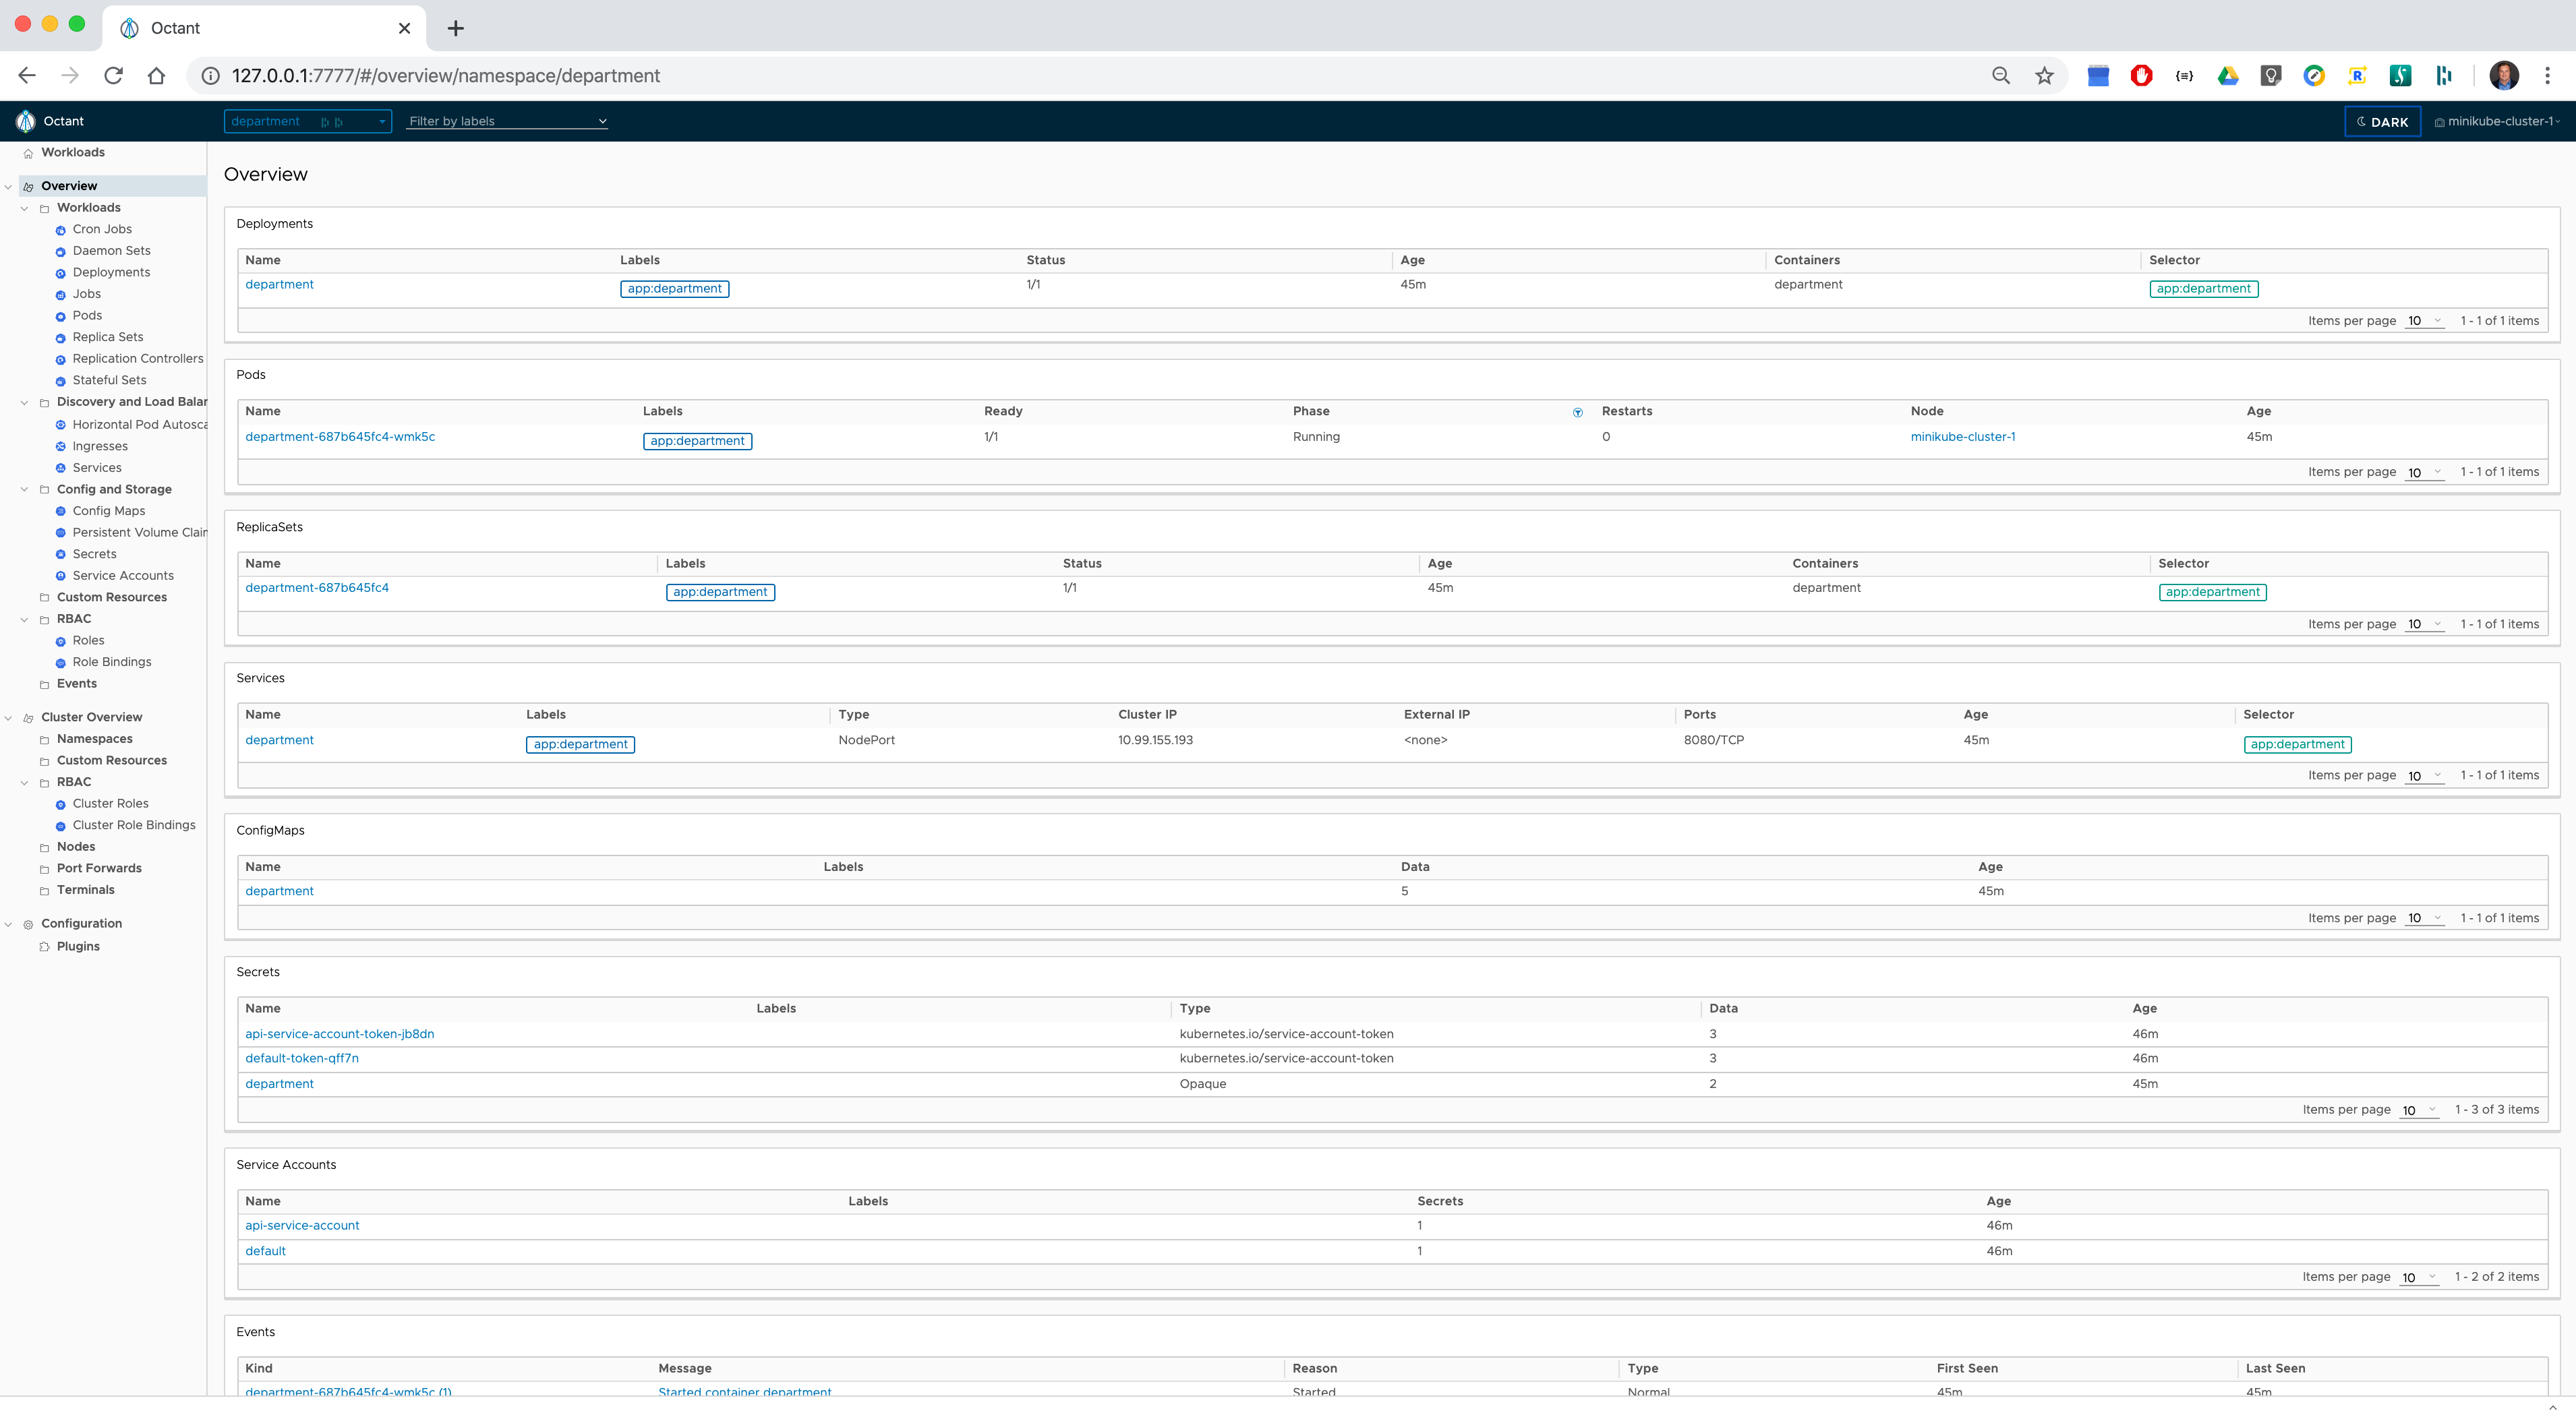 Octant
127.0.0.1:7777/#/overview/namespace/department
Octant
department
Filter by labels
DARK
minikube-cluster-1
Workloads
Overview
Workloads
Cron Jobs
Daemon Sets
Deployments
Jobs
Pods
Replica Sets
Replication Controllers
Stateful Sets
Discovery and Load Balar
Horizontal Pod Autosca
Ingresses
Services
Config and Storage
Config Maps
Persistent Volume Clair
Secrets
Service Accounts
Custom Resources
RBAC
Roles
Role Bindings
Events
Cluster Overview
Namespaces
Custom Resources
RBAC
Cluster Roles
Cluster Role Bindings
Nodes
Port Forwards
Terminals
Configuration
Plugins
Overview
Deployments
Name Labels Status Age Containers Selector
department app:department 1/1 45m department app:department
Items per page 10 1 - 1 of 1 items
Pods
Name Labels Ready Phase Restarts Node Age
department-687b645fc4-wmk5c app:department 1/1 Running 0 minikube-cluster-1 45m
Items per page 10 1 - 1 of 1 items
ReplicaSets
Name Labels Status Age Containers Selector
department-687b645fc4 app:department 1/1 45m department app:department
Items per page 10 1 - 1 of 1 items
Services
Name Labels Type Cluster IP External IP Ports Age Selector
department app:department NodePort 10.99.155.193 <none> 8080/TCP 45m app:department
Items per page 10 1 - 1 of 1 items
ConfigMaps
Name Labels Data Age
department 5 45m
Items per page 10 1 - 1 of 1 items
Secrets
Name Labels Type Data Age
api-service-account-token-jb8dn kubernetes.io/service-account-token 3 46m
default-token-qff7n kubernetes.io/service-account-token 3 46m
department Opaque 2 45m
Items per page 10 1 - 3 of 3 items
Service Accounts
Name Labels Secrets Age
api-service-account 1 46m
default 1 46m
Items per page 10 1 - 2 of 2 items
Events
Kind Message Reason Type First Seen Last Seen
department-687b645fc4-wmk5c (1) Started container department Started Normal 45m 45m